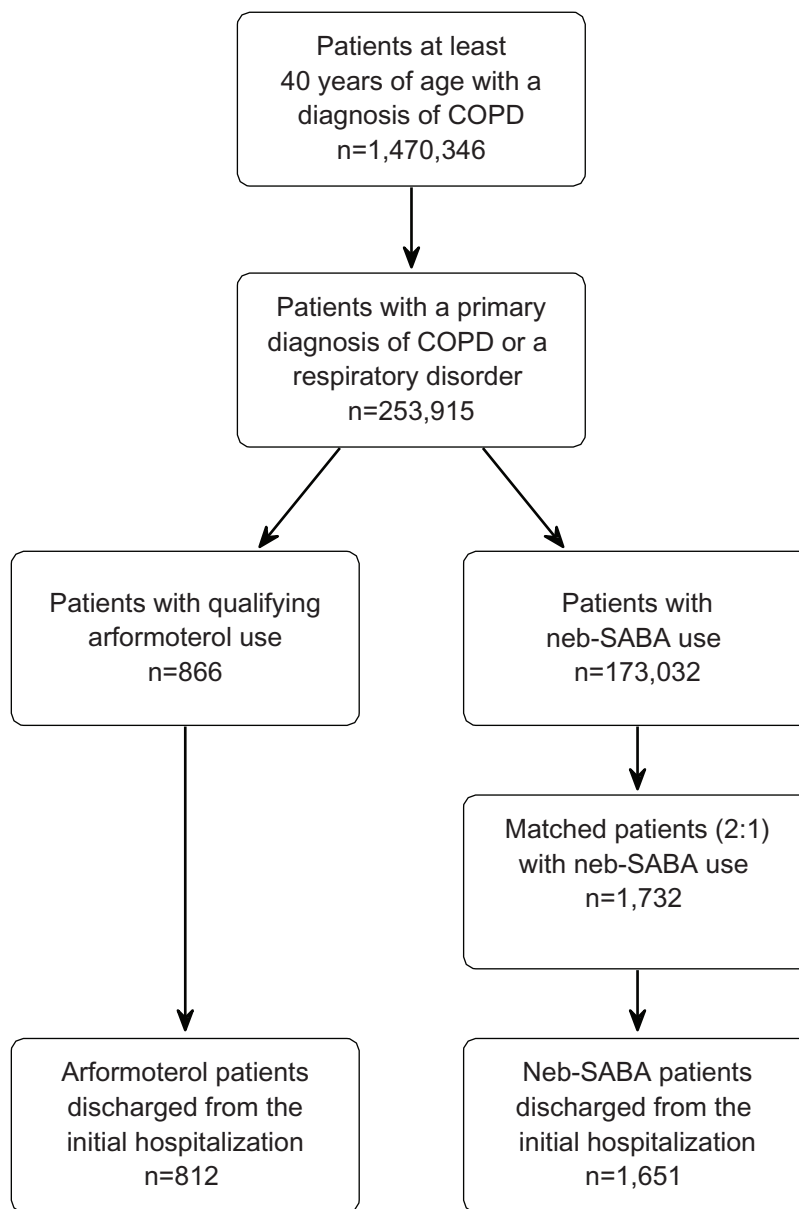 Patients at least
40 years of age with a
diagnosis of COPD
n=1,470,346
Patients with a primary
diagnosis of COPD or a
respiratory disorder
n=253,915
Patients with qualifying
arformoterol use
n=866
Patients with
neb-SABA use
n=173,032
Matched patients (2:1)
with neb-SABA use
n=1,732
Arformoterol patients
discharged from the
initial hospitalization
n=812
Neb-SABA patients
discharged from the
initial hospitalization
n=1,651